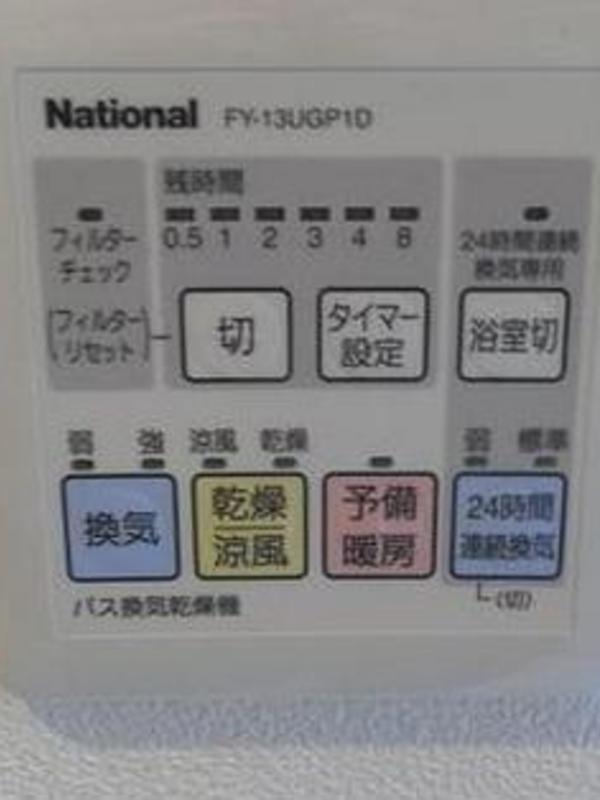 National FY-13UGP1D
残時間
0.5 1 2 3 4 8
フィルター
チェック
24時間連続
換気専用
フィルター
リセット
切
タイマー
設定
浴室切
弱 強 涼風 乾燥 弱 標準
換気
乾燥
涼風
予備
暖房
24時間
連続換気
(切)
バス換気乾燥機